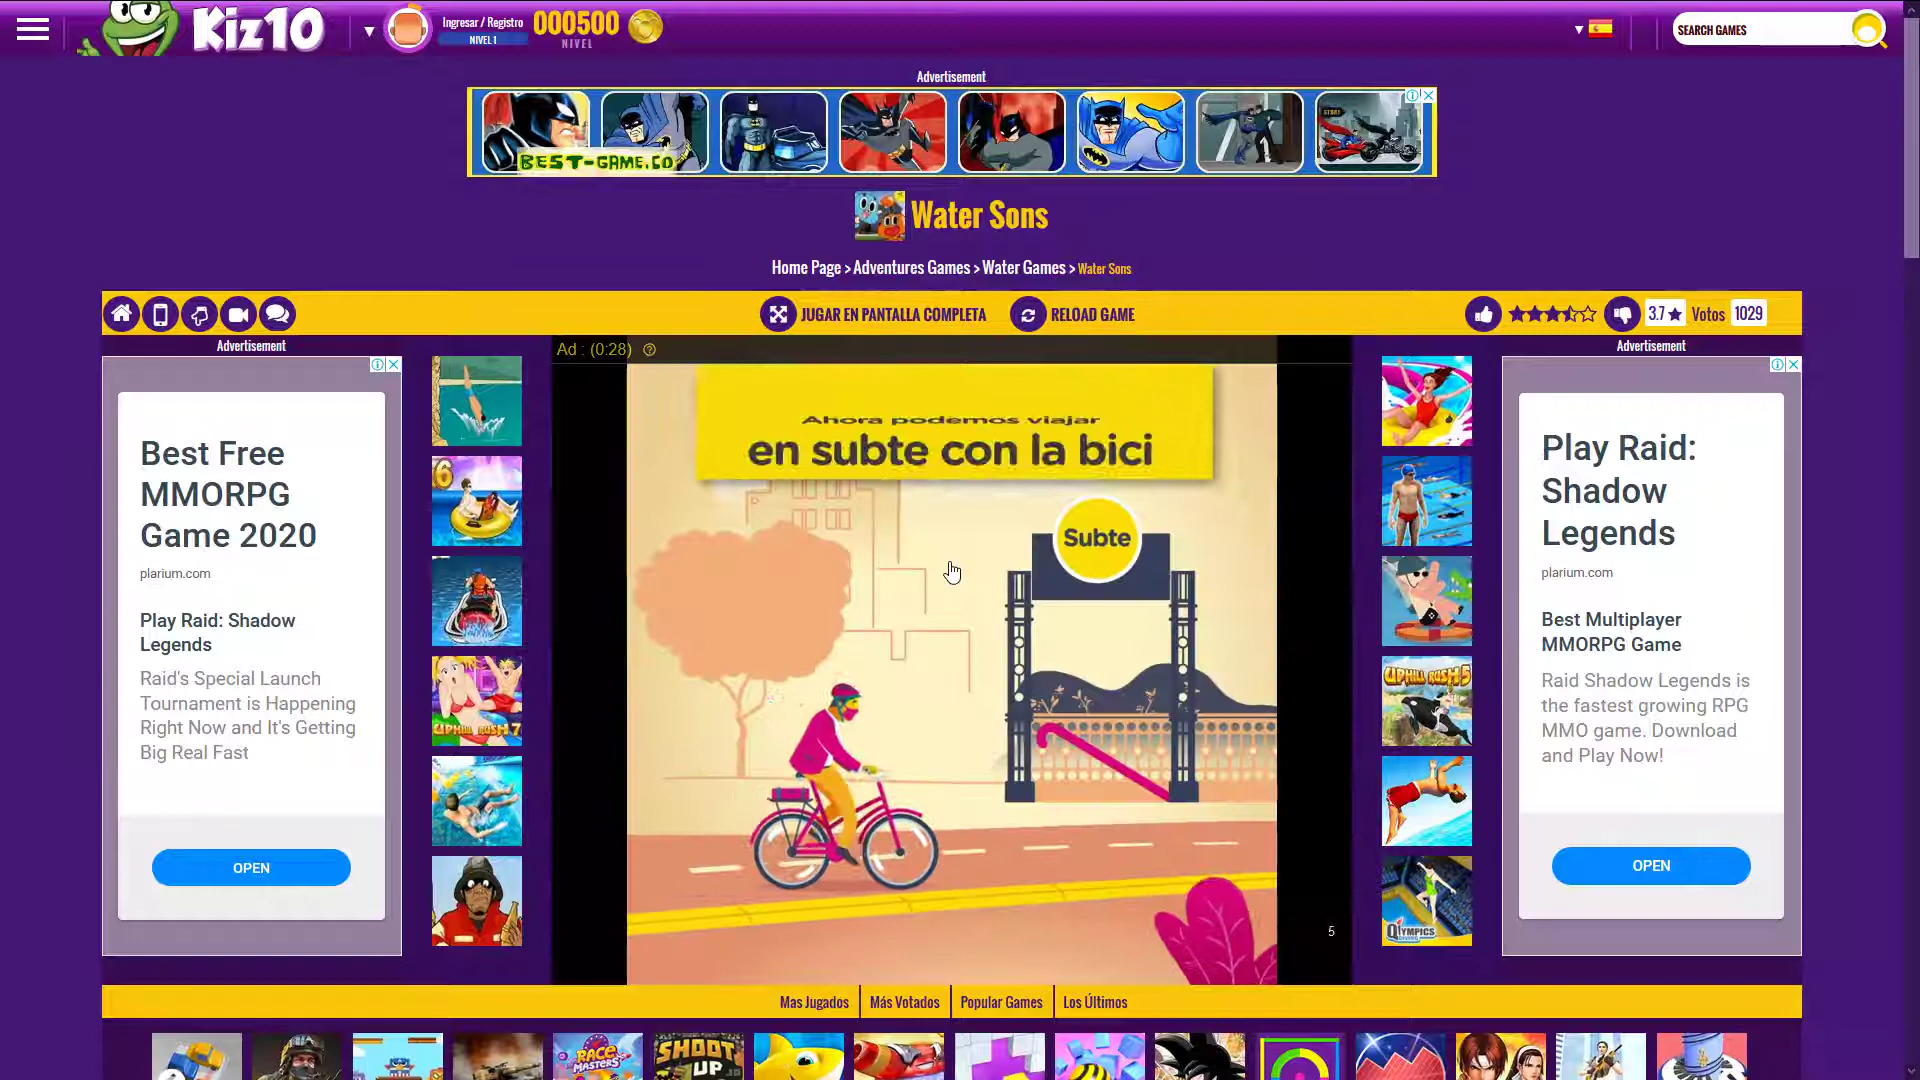 Kiz10
Ingresar / Registro
NIVEL 1
000500
NIVEL
SEARCH GAMES
Advertisement
BEST-GAME.CO
Water Sons
Home Page > Adventures Games > Water Games > Water Sons
JUGAR EN PANTALLA COMPLETA
RELOAD GAME
3.7
Votos
1029
Advertisement
Ad : (0:28)
Advertisement
Best Free
MMORPG
Game 2020
plarium.com
Play Raid: Shadow
Legends
Raid's Special Launch
Tournament is Happening
Right Now and It's Getting
Big Real Fast
OPEN
6
UPHILL RUSH 7
Ahora podemos viajar
en subte con la bici
Subte
5
UPHILL RUSH 5
QLYMPICS
DIVING
Play Raid:
Shadow
Legends
plarium.com
Best Multiplayer
MMORPG Game
Raid Shadow Legends is
the fastest growing RPG
MMO game. Download
and Play Now!
OPEN
Mas Jugados
Más Votados
Popular Games
Los Últimos
RACE
MASTERS
SHOOT
UP